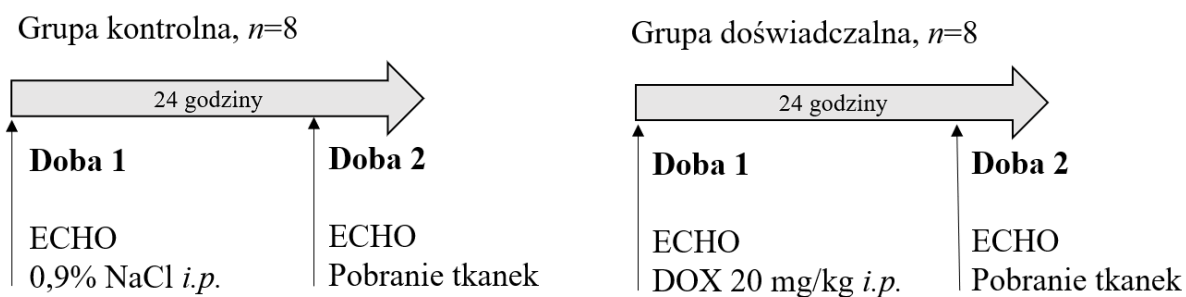 Grupa kontrolna, n=8
24 godziny
Doba 1
ECHO
0,9% NaCl i.p.
Doba 2
ECHO
Pobranie tkanek
Grupa doświadczalna, n=8
24 godziny
Doba 1
ECHO
DOX 20 mg/kg i.p.
Doba 2
ECHO
Pobranie tkanek